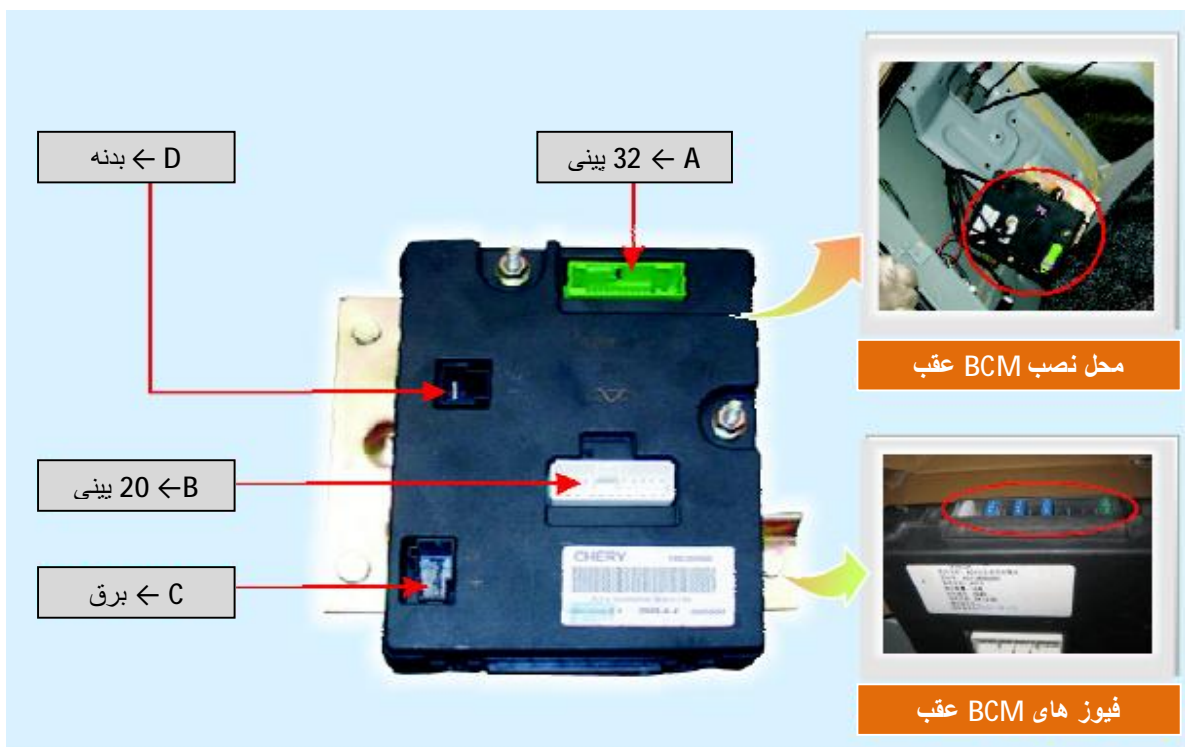 D ← بدنه
A ← 32 پینی
محل نصب BCM عقب
B← 20 پینی
CHERY
C ← برق
فیوز های BCM عقب